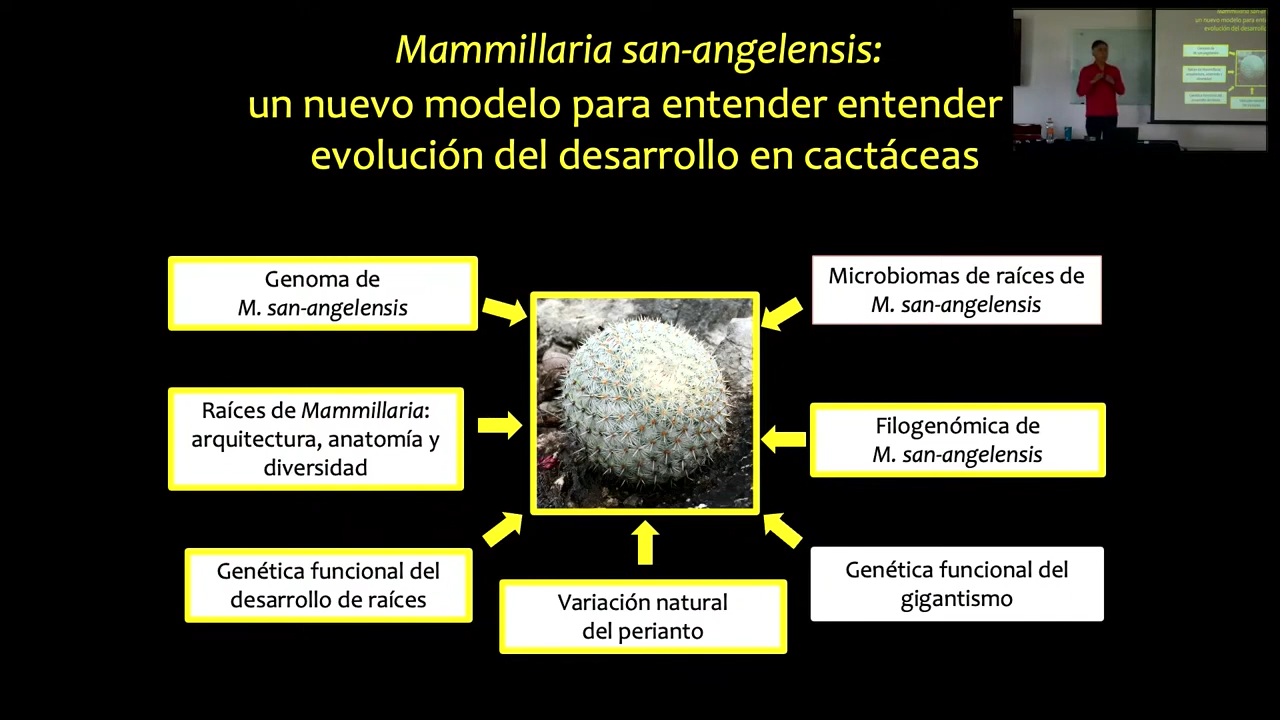 Mammillaria san-angelensis:
un nuevo modelo para entender entender
evolución del desarrollo en cactáceas
Genoma de
M. san-angelensis
Microbiomas de raíces de
M. san-angelensis
Raíces de Mammillaria:
arquitectura, anatomía y
diversidad
Filogenómica de
M. san-angelensis
Genética funcional del
desarrollo de raíces
Variación natural
del perianto
Genética funcional del
gigantismo